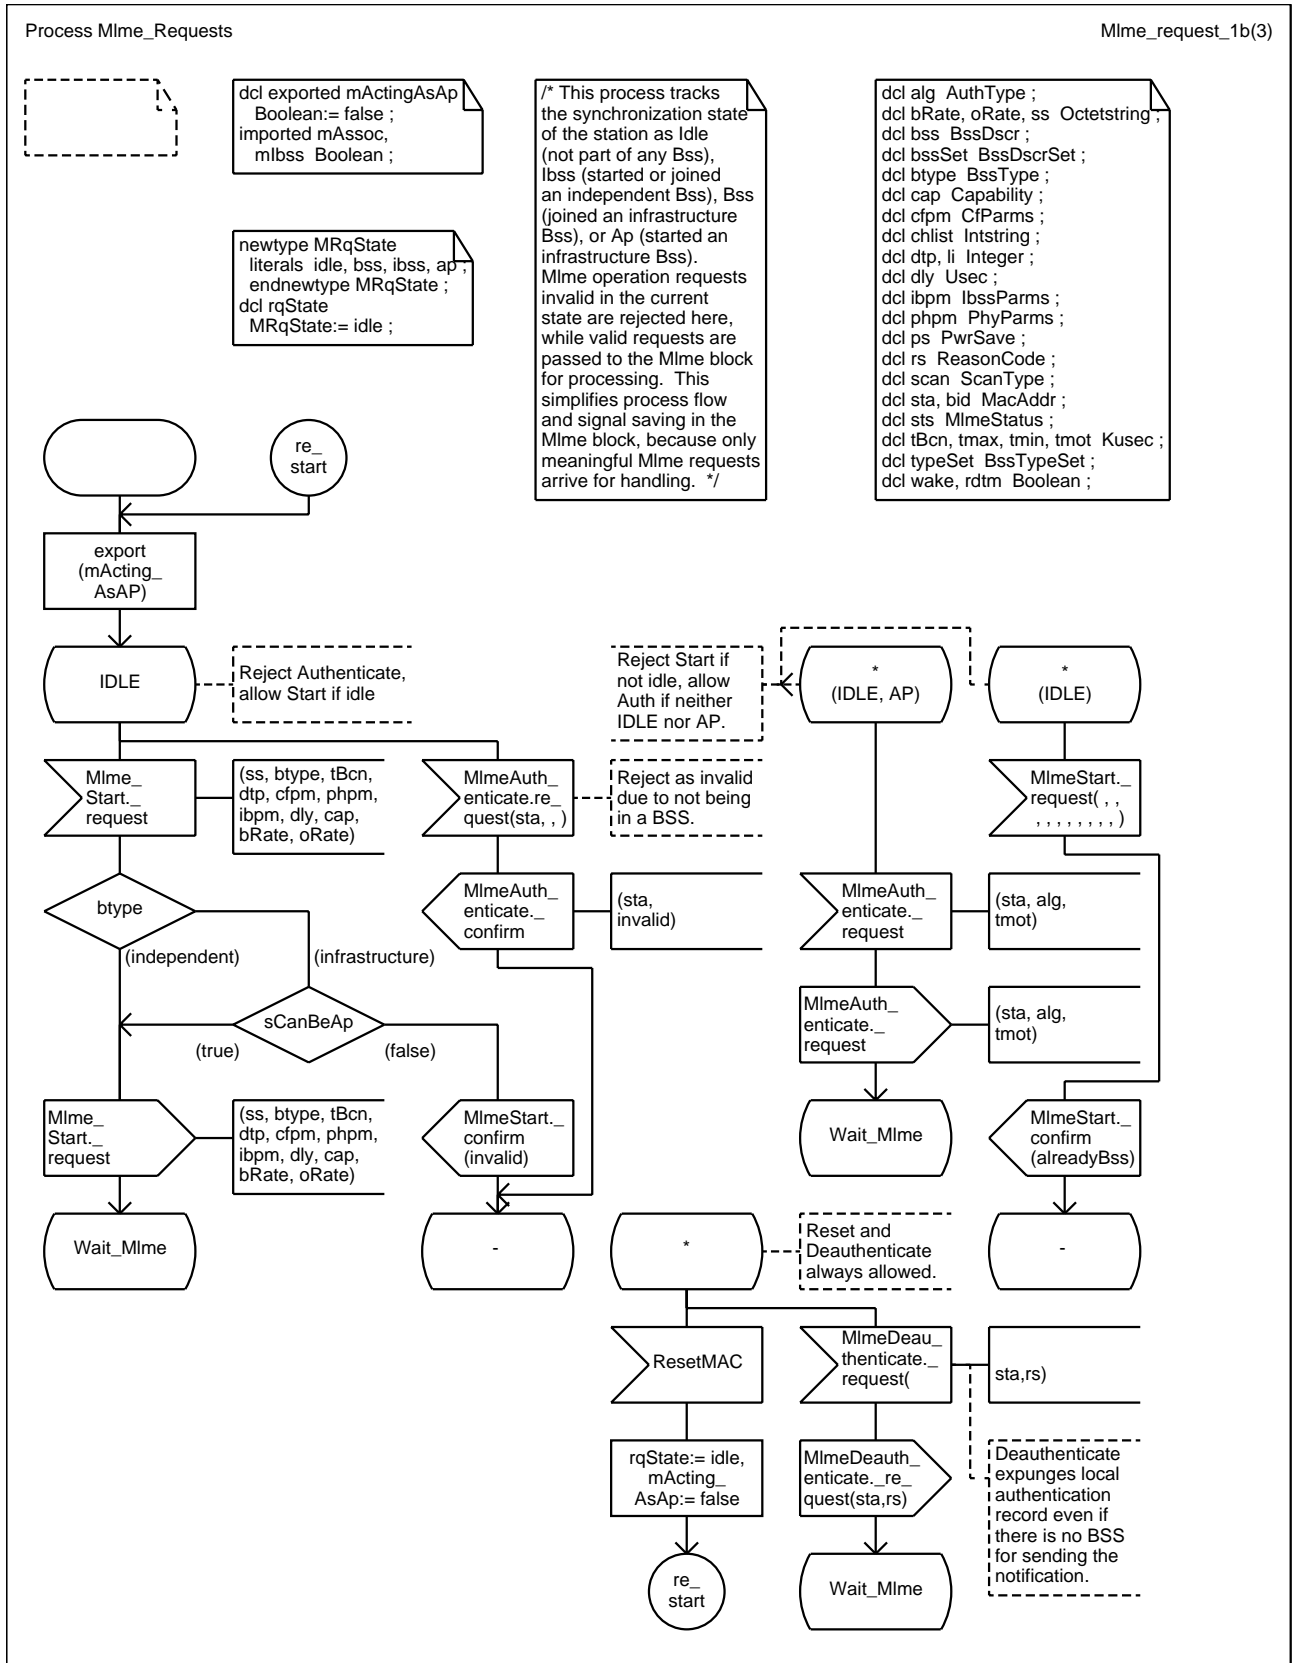 Process Mlme_Requests
Mlme_request_1b(3)
dcl exported mActingAsAp
Boolean:= false ;
imported mAssoc,
mIbss Boolean ;
newtype MRqState
literals idle, bss, ibss, ap ;
endnewtype MRqState ;
dcl rqState
MRqState:= idle ;
/* This process tracks
the synchronization state
of the station as Idle
(not part of any Bss),
Ibss (started or joined
an independent Bss), Bss
(joined an infrastructure
Bss), or Ap (started an
infrastructure Bss).
Mlme operation requests
invalid in the current
state are rejected here,
while valid requests are
passed to the Mlme block
for processing. This
simplifies process flow
and signal saving in the
Mlme block, because only
meaningful Mlme requests
arrive for handling. */
dcl alg AuthType ;
dcl bRate, oRate, ss Octetstring ;
dcl bss BssDscr ;
dcl bssSet BssDscrSet ;
dcl btype BssType ;
dcl cap Capability ;
dcl cfpm CfParms ;
dcl chlist Intstring ;
dcl dtp, li Integer ;
dcl dly Usec ;
dcl ibpm IbssParms ;
dcl phpm PhyParms ;
dcl ps PwrSave ;
dcl rs ReasonCode ;
dcl scan ScanType ;
dcl sta, bid MacAddr ;
dcl sts MlmeStatus ;
dcl tBcn, tmax, tmin, tmot Kusec ;
dcl typeSet BssTypeSet ;
dcl wake, rdtm Boolean ;
re_
start
export
(mActing_
AsAP)
IDLE
Reject Authenticate,
allow Start if idle
Reject Start if
not idle, allow
Auth if neither
IDLE nor AP.
*
(IDLE, AP)
*
(IDLE)
Mlme_
Start._
request
(ss, btype, tBcn,
dtp, cfpm, phpm,
ibpm, dly, cap,
bRate, oRate)
MlmeAuth_
enticate.re_
quest(sta, , )
Reject as invalid
due to not being
in a BSS.
MlmeStart._
request( , ,
, , , , , , , , )
btype
(independent)
(infrastructure)
MlmeAuth_
enticate._
confirm
(sta,
invalid)
MlmeAuth_
enticate._
request
(sta, alg,
tmot)
sCanBeAp
(true)
(false)
MlmeAuth_
enticate._
request
(sta, alg,
tmot)
Mlme_
Start._
request
(ss, btype, tBcn,
dtp, cfpm, phpm,
ibpm, dly, cap,
bRate, oRate)
MlmeStart._
confirm
(invalid)
Wait_Mlme
MlmeStart._
confirm
(alreadyBss)
Wait_Mlme
-
*
Reset and
Deauthenticate
always allowed.
-
ResetMAC
MlmeDeau_
thenticate._
request(
sta,rs)
rqState:= idle,
mActing_
AsAp:= false
MlmeDeauth_
enticate._re_
quest(sta,rs)
Deauthenticate
expunges local
authentication
record even if
there is no BSS
for sending the
notification.
re_
start
Wait_Mlme